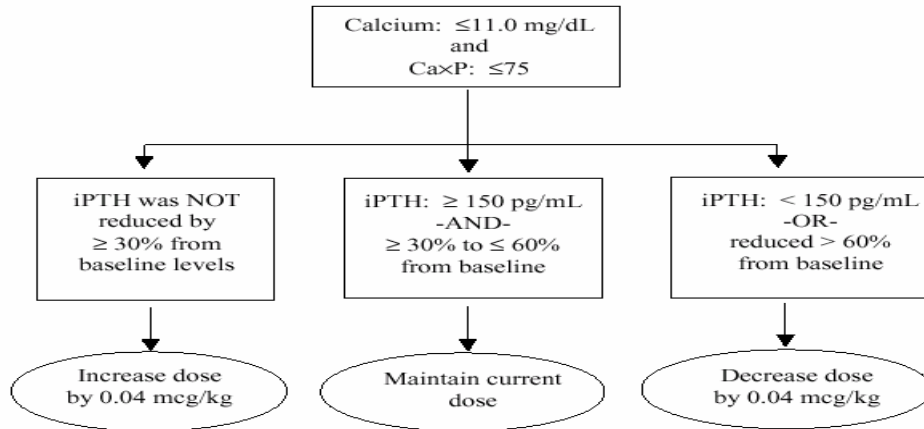 Calcium: ≤11.0 mg/dL
and
Ca×P: ≤75
iPTH was NOT
reduced by
≥ 30% from
baseline levels
iPTH: ≥ 150 pg/mL
-AND-
≥ 30% to ≤ 60%
from baseline
iPTH: < 150 pg/mL
-OR-
reduced > 60%
from baseline
Increase dose
by 0.04 mcg/kg
Maintain current
dose
Decrease dose
by 0.04 mcg/kg